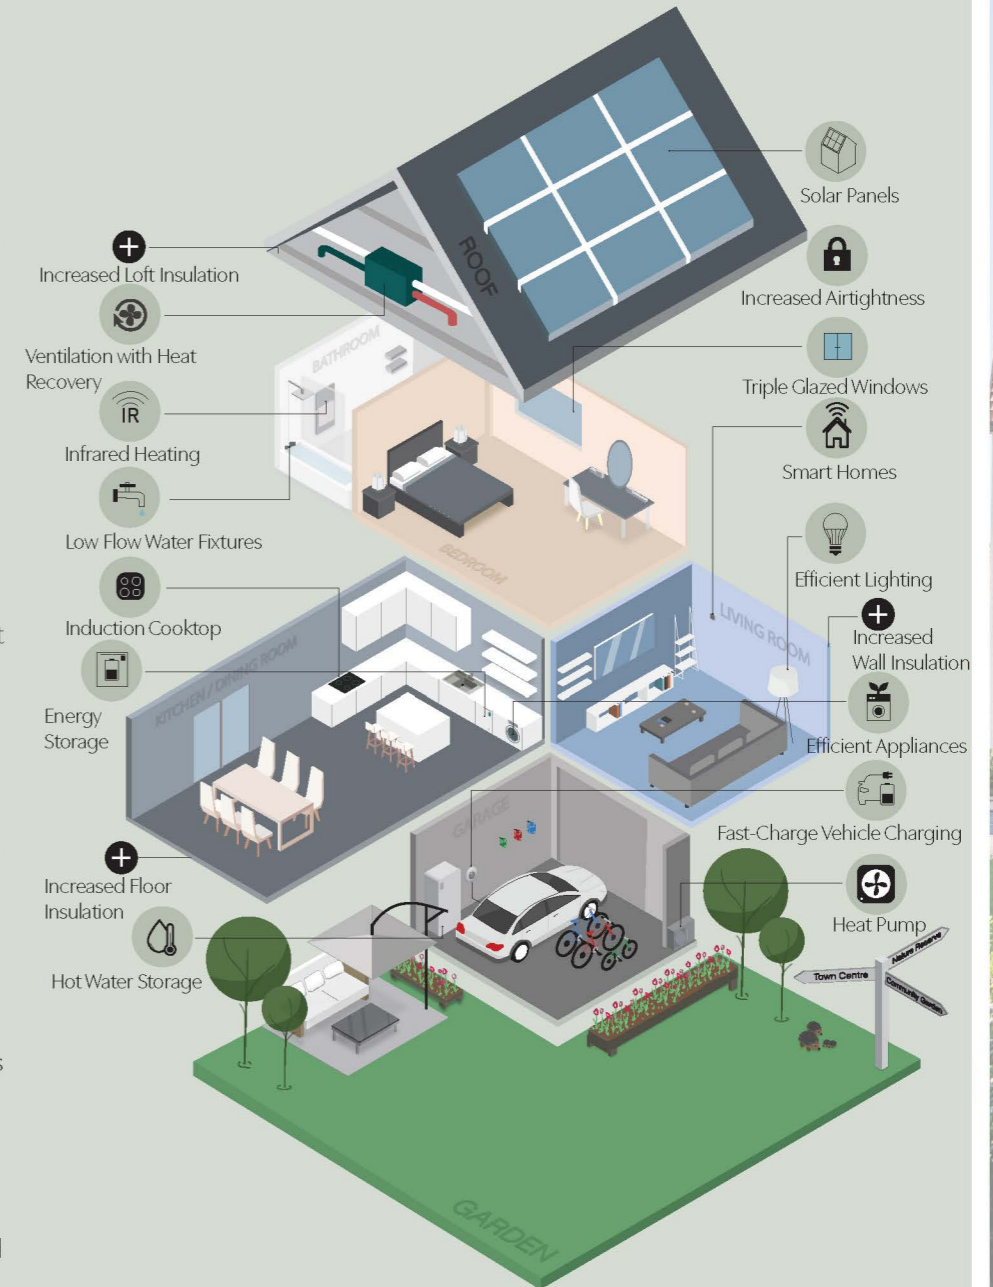 Solar Panels
Increased Loft Insulation
Increased Airtightness
Ventilation with Heat
Recovery
Triple Glazed Windows
IR
Infrared Heating
Smart Homes
Low Flow Water Fixtures
Efficient Lighting
Induction Cooktop
Increased
Wall Insulation
Energy
Storage
Efficient Appliances
Fast-Charge Vehicle Charging
Increased Floor
Insulation
Heat Pump
Hot Water Storage
ROOF
BATHROOM
BEDROOM
KITCHEN / DINING ROOM
LIVING ROOM
GARAGE
GARDEN
Nature Reserve
Town Centre
Community Garden
t
s